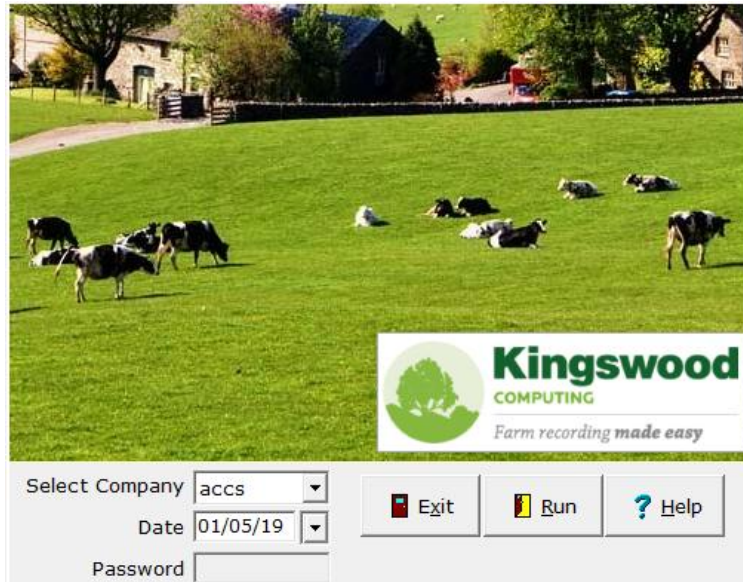 Kingswood
COMPUTING
Farm recording made easy
Select Company accs
Exit
Run
Help
Date 01/05/19
Password